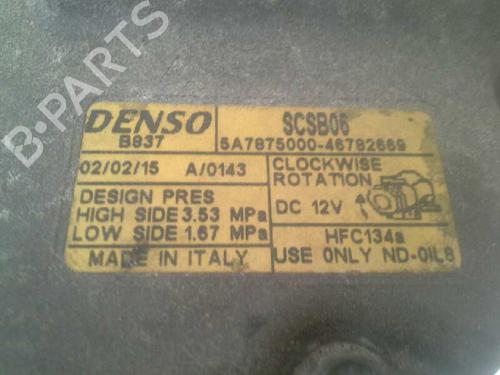 DENSO
B837
SCSB06
5A7875000-46782669
02/02/15 A/0143
CLOCKWISE
ROTATION
DESIGN PRES
HIGH SIDE 3.53 MPa
LOW SIDE 1.67 MPa
DC 12V
HFC134a
MADE IN ITALY
USE ONLY ND-OIL8
B-PARTS